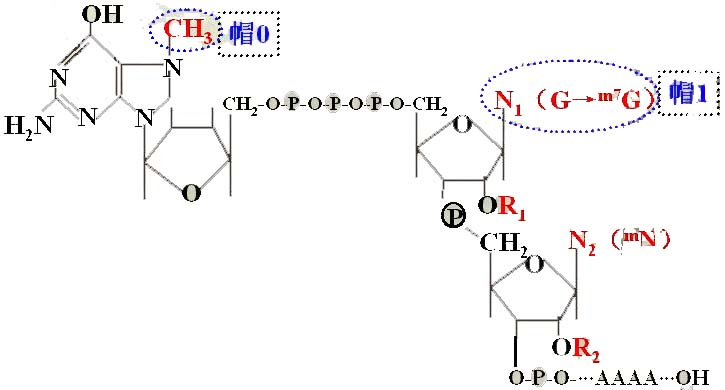 OH
CH3
帽0
N
N
N
N
H2N
CH2-O-P-O-P-O-P-O-CH2
N1 (G→m7G)
帽1
O
O
OR1
P
CH2
N2 (mN)
O
OR2
O-P-O…AAAA…OH